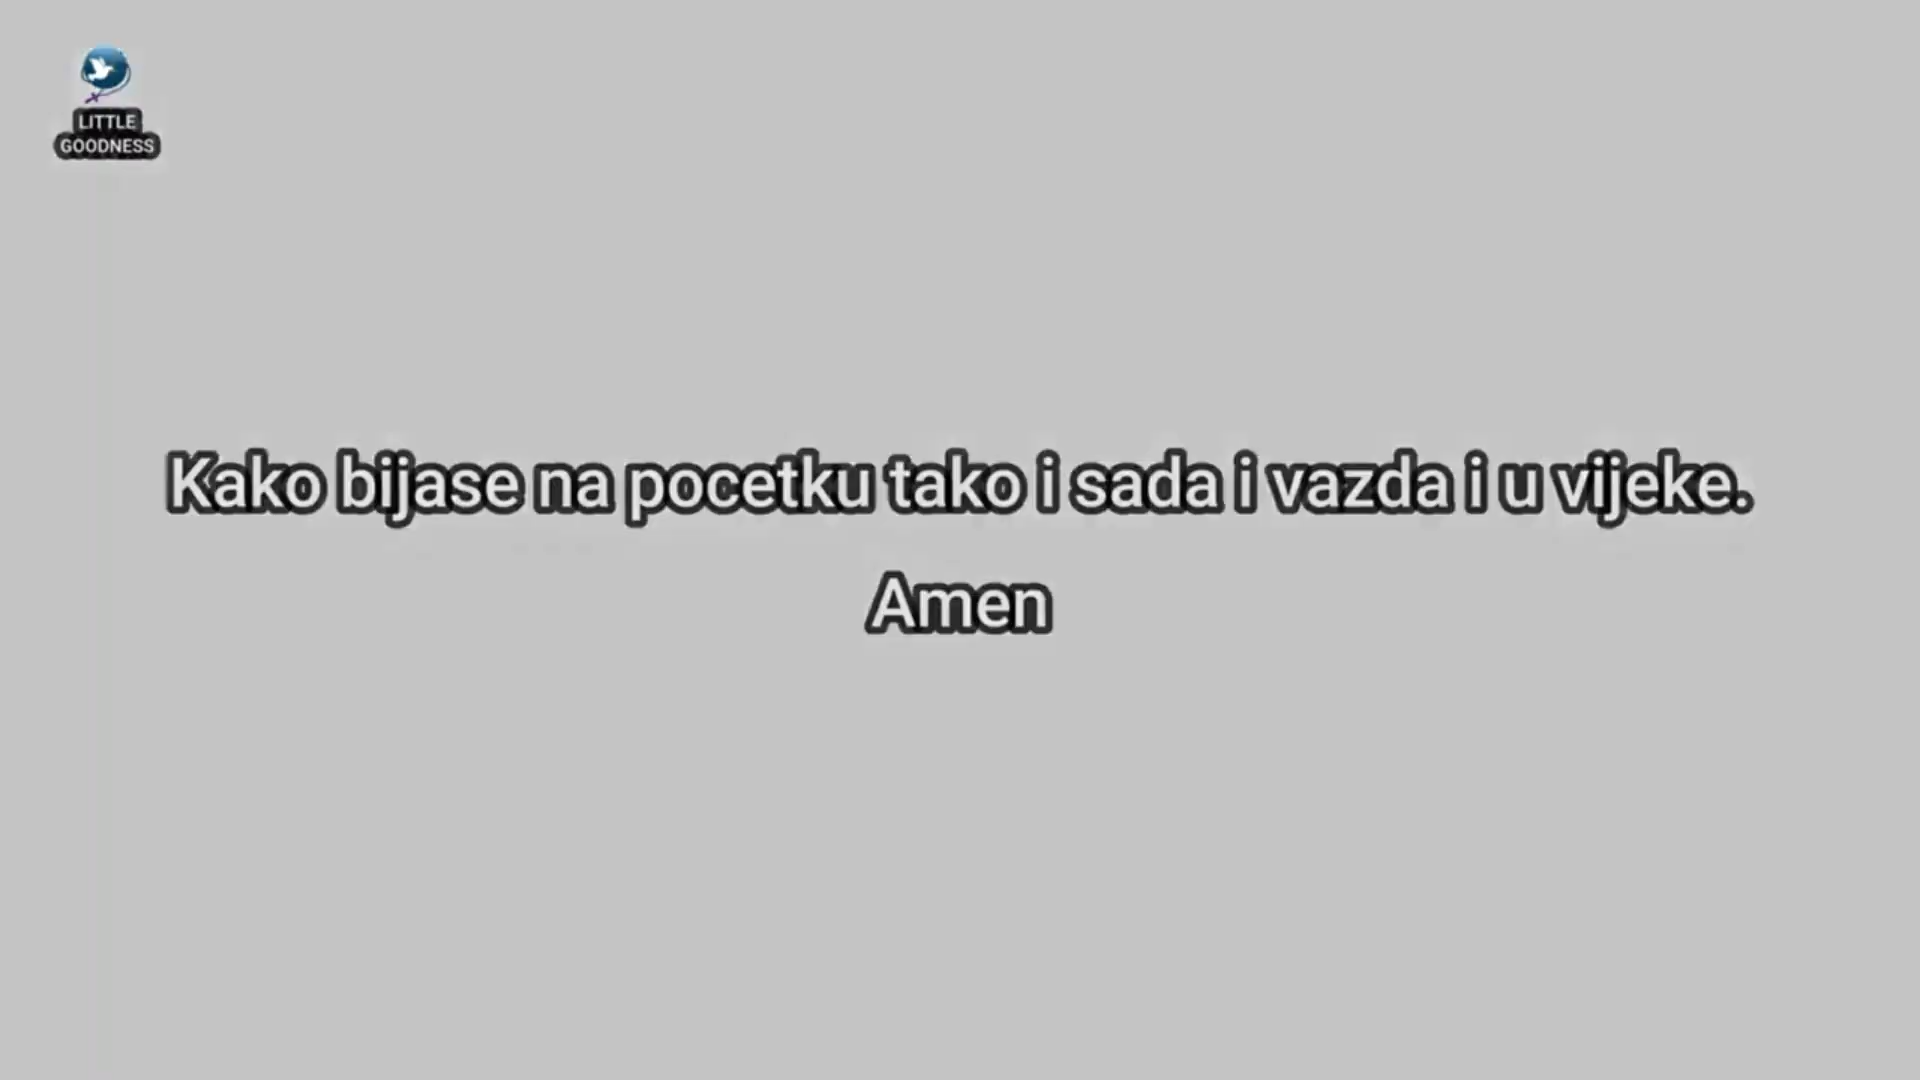 LITTLE
GOODNESS
Kako bijase na pocetku tako i sada i vazda i u vijeke.
Amen